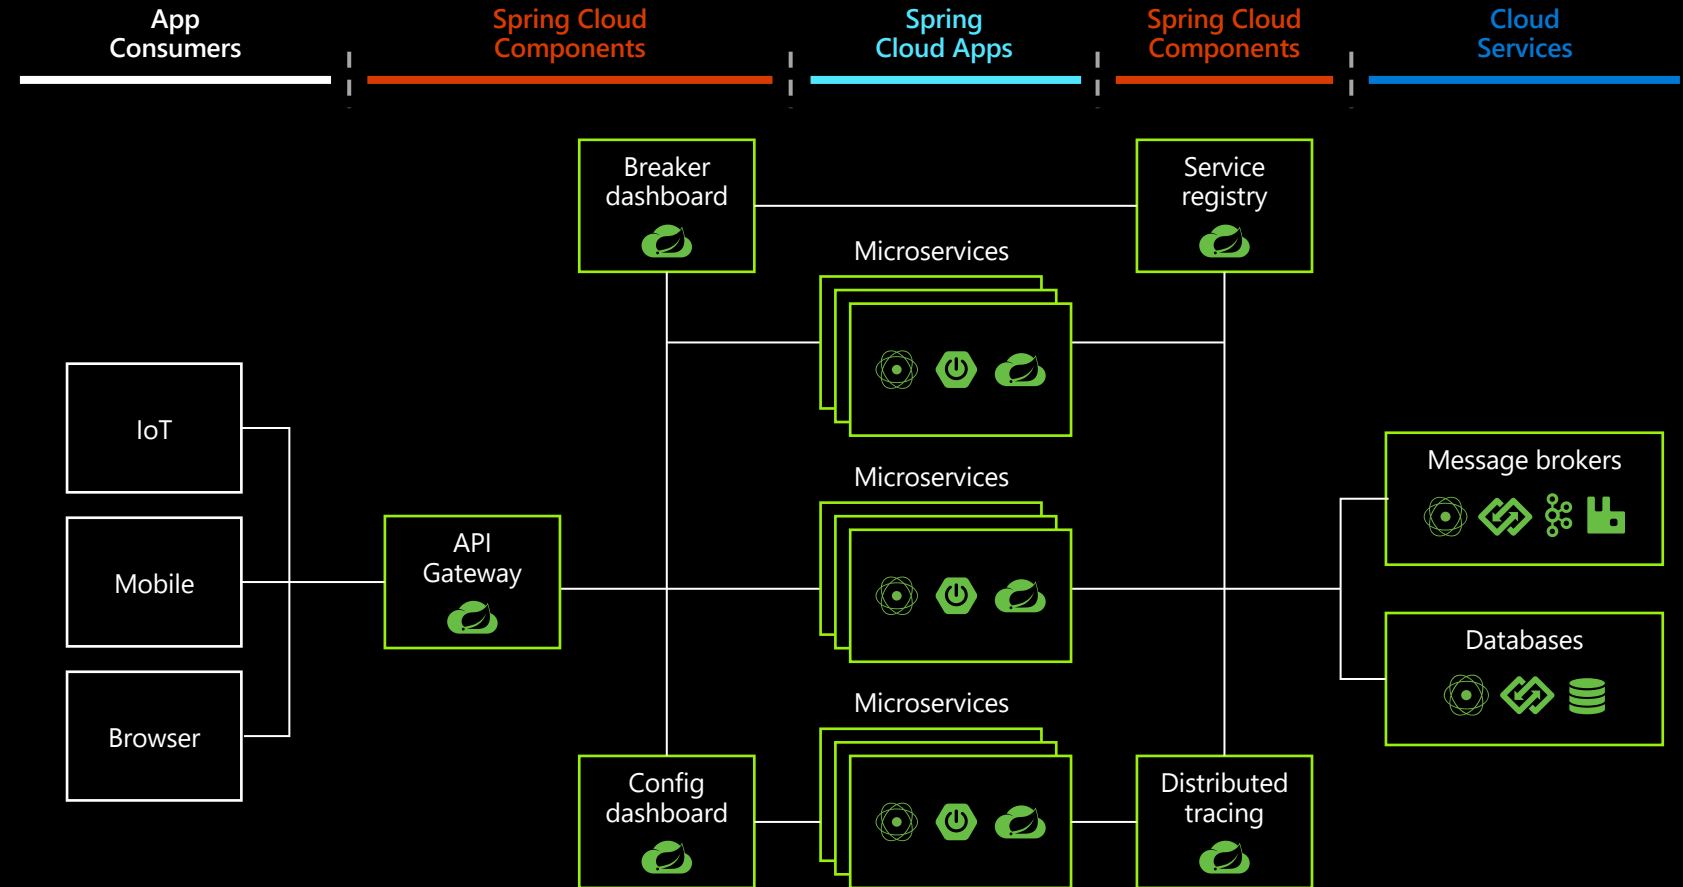 App
Consumers
Spring Cloud
Components
Spring
Cloud Apps
Spring Cloud
Components
Cloud
Services
Breaker
dashboard
Service
registry
Microservices
IoT
Mobile
Browser
API
Gateway
Microservices
Message brokers
Databases
Microservices
Config
dashboard
Distributed
tracing